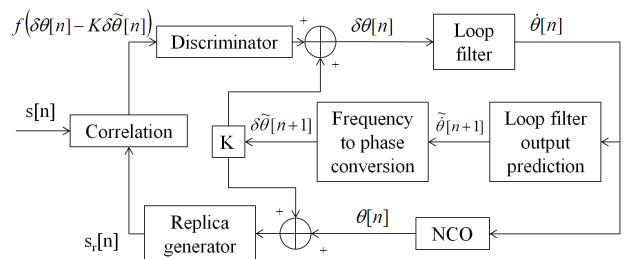 f(δθ[n] − Kδθ̃[n])
Discriminator
+
+
δθ[n]
Loop
filter
θ̇[n]
s[n]
Correlation
K
δθ̃[n+1]
Frequency
to phase
conversion
θ̇̃[n+1]
Loop filter
output
prediction
s_r[n]
Replica
generator
+
+
θ[n]
NCO